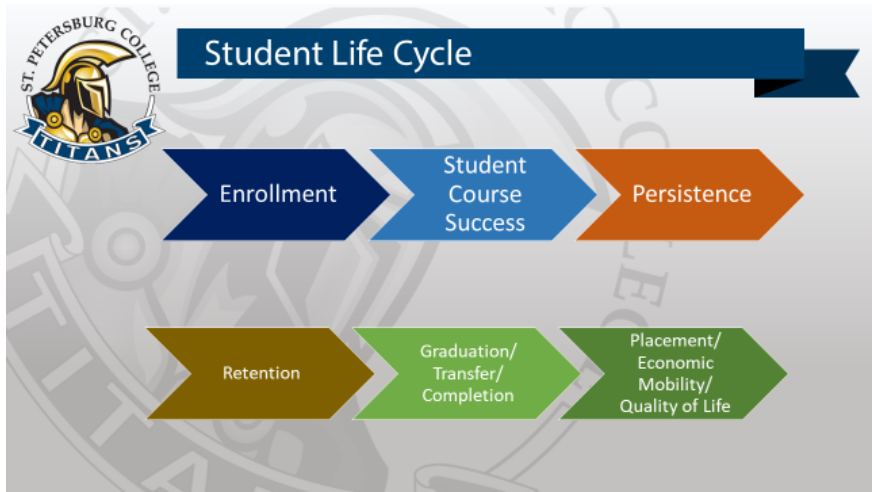 ST. PETERSBURG COLLEGE
TITANS
Student Life Cycle
Enrollment
Student
Course
Success
Persistence
Retention
Graduation/
Transfer/
Completion
Placement/
Economic
Mobility/
Quality of Life